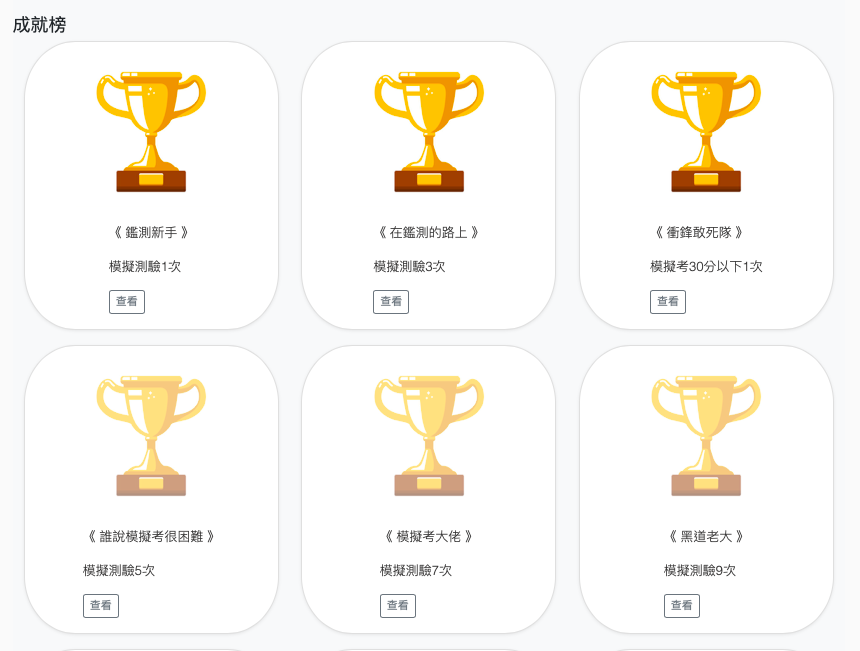 成就榜
《 鑑測新手 》
模擬測驗1次
查看
《 在鑑測的路上 》
模擬測驗3次
查看
《 衝鋒敢死隊 》
模擬考30分以下1次
查看
《 誰說模擬考很困難 》
模擬測驗5次
查看
《 模擬考大佬 》
模擬測驗7次
查看
《 黑道老大 》
模擬測驗9次
查看